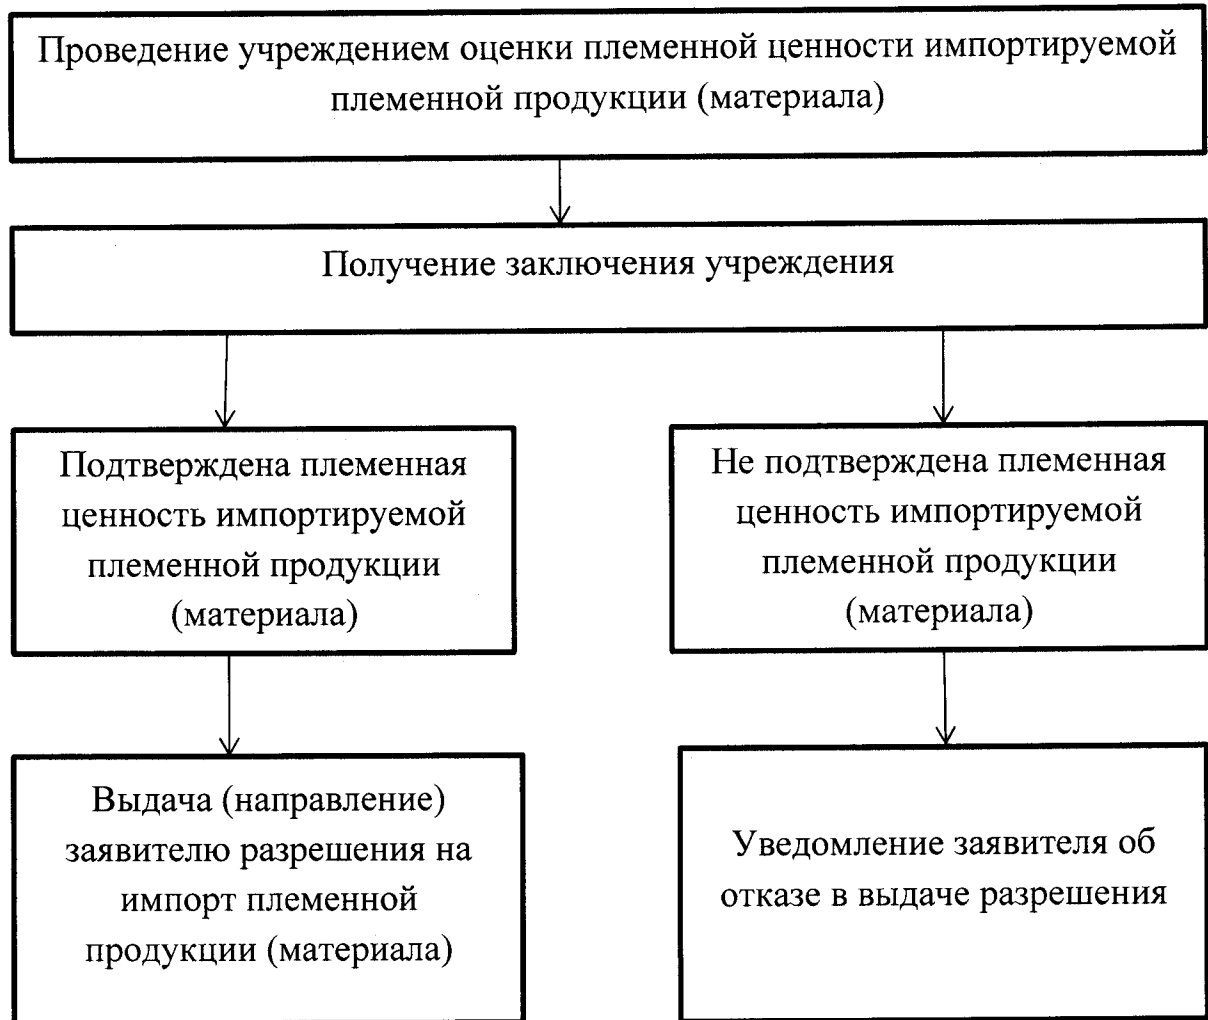 Проведение учреждением оценки племенной ценности импортируемой
племенной продукции (материала)
Получение заключения учреждения
Подтверждена племенная
ценность импортируемой
племенной продукции
(материала)
Не подтверждена племенная
ценность импортируемой
племенной продукции
(материала)
Выдача (направление)
заявителю разрешения на
импорт племенной
продукции (материала)
Уведомление заявителя об
отказе в выдаче разрешения